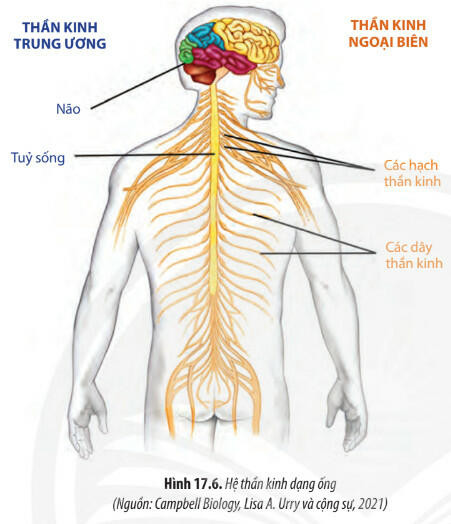 THẦN KINH
TRUNG ƯƠNG
THẦN KINH
NGOẠI BIÊN
Não
Tuỷ sống
Các hạch
thần kinh
Các dây
thần kinh
Hình 17.6. Hệ thần kinh dạng ống
(Nguồn: Campbell Biology, Lisa A. Urry và cộng sự, 2021)